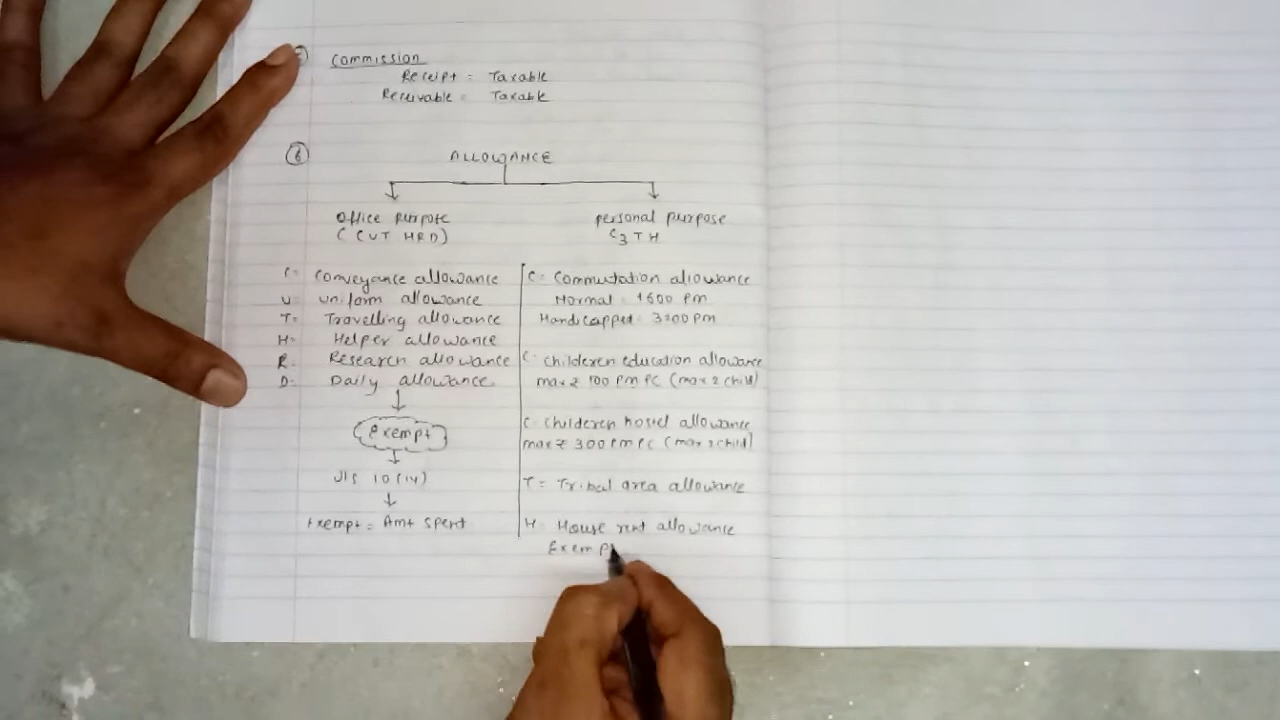 Commission
Receipt = Taxable
Receivable = Taxable
6 ALLOWANCE
Office purpose
(CUT HRD)
C= Conveyance allowance
U= uniform allowance
T= Travelling allowance
H= Helper allowance
R= Research allowance
D= Daily allowance
Exempt
U/S 10(14)
Exempt = Amt spent
personal purpose
C3 T H
C= Commutation allowance
Normal = 1600 PM
Handicapped = 3200 PM
C= childeren education allowance
max ₹ 100 PM PC (max 2 child)
C= childeren hostel allowance
max ₹ 300 PM PC (max 2 child)
T= Tribal area allowance
H= House rent allowance
Exemp